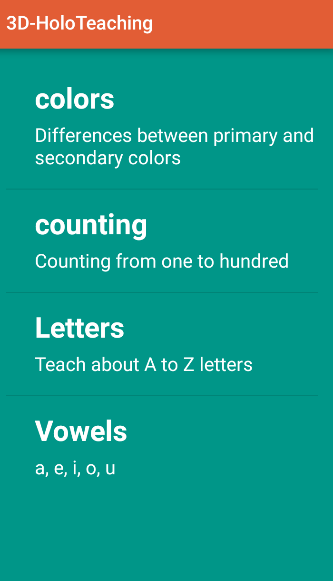 3D-HoloTeaching
colors
Differences between primary and
secondary colors
counting
Counting from one to hundred
Letters
Teach about A to Z letters
Vowels
a, e, i, o, u